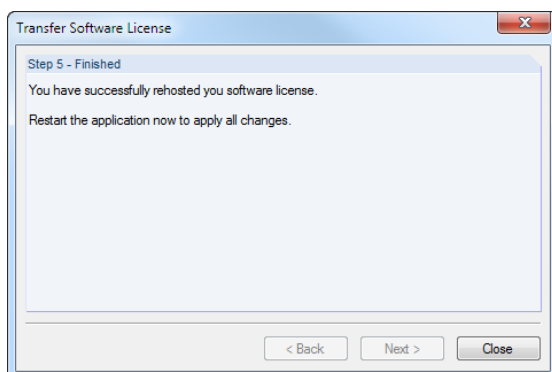 Transfer Software License
Step 5 - Finished
You have successfully rehosted you software license.
Restart the application now to apply all changes.
< Back Next > Close